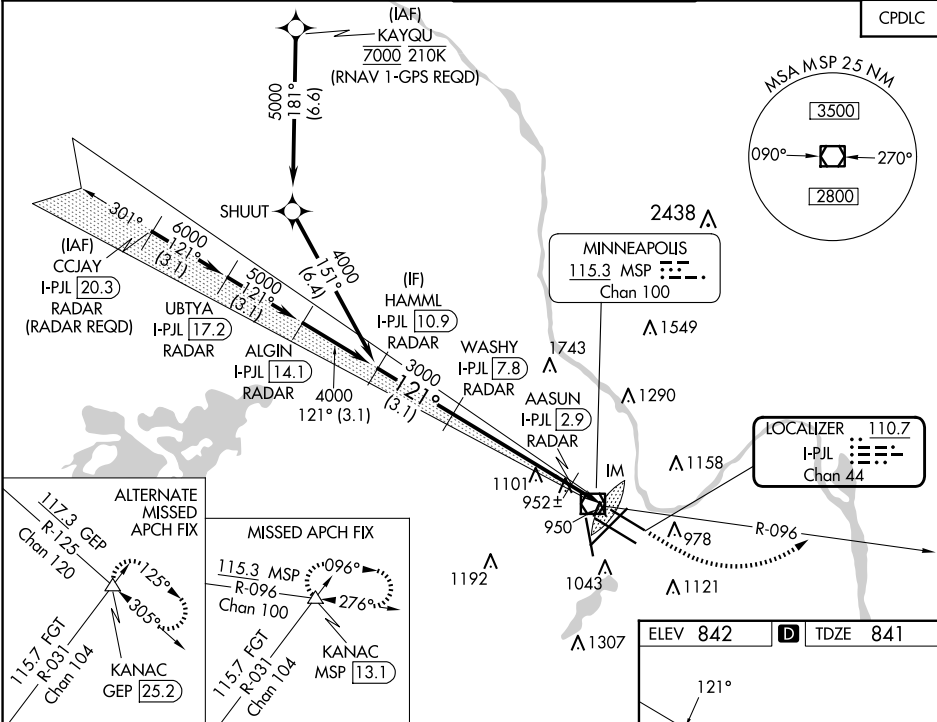 CPDLC
(IAF)
KAYQU
7000 210K
(RNAV 1-GPS REQD)
5000
181°
(6.6)
MSA MSP 25 NM
3500
090°
270°
2800
SHUUT
4000
151°
(6.4)
2438
MINNEAPOLIS
115.3 MSP
Chan 100
301°
6000
121°
(3.1)
(IAF)
CCJAY
I-PJL 20.3
RADAR
(RADAR REQD)
5000
121°
(3.1)
UBTYA
I-PJL 17.2
RADAR
ALGIN
I-PJL 14.1
RADAR
4000
121° (3.1)
(IF)
HAMML
I-PJL 10.9
RADAR
3000
121°
(3.1)
WASHY
I-PJL 7.8
RADAR
1743
1549
1290
AASUN
I-PJL 2.9
RADAR
IM
1158
LOCALIZER 110.7
I-PJL
Chan 44
1101
952±
950
978
R-096
1192
1043
1121
1307
ALTERNATE
MISSED
APCH FIX
117.3 GEP
R-125
Chan 120
125°
305°
115.7 FGT
R-031
Chan 104
KANAC
GEP 25.2
MISSED APCH FIX
115.3 MSP
R-096
Chan 100
096°
276°
115.7 FGT
R-031
Chan 104
KANAC
MSP 13.1
ELEV 842 D TDZE 841
121°